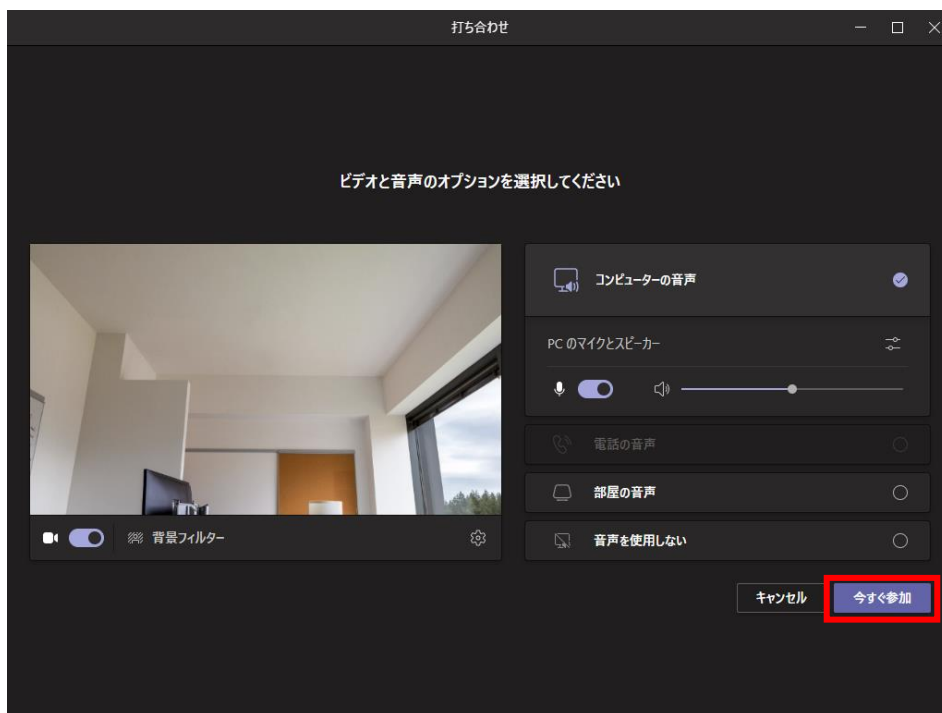 打ち合わせ
ビデオと音声のオプションを選択してください
コンピューターの音声
PC のマイクとスピーカー
電話の音声
部屋の音声
背景フィルター
音声を使用しない
キャンセル
今すぐ参加